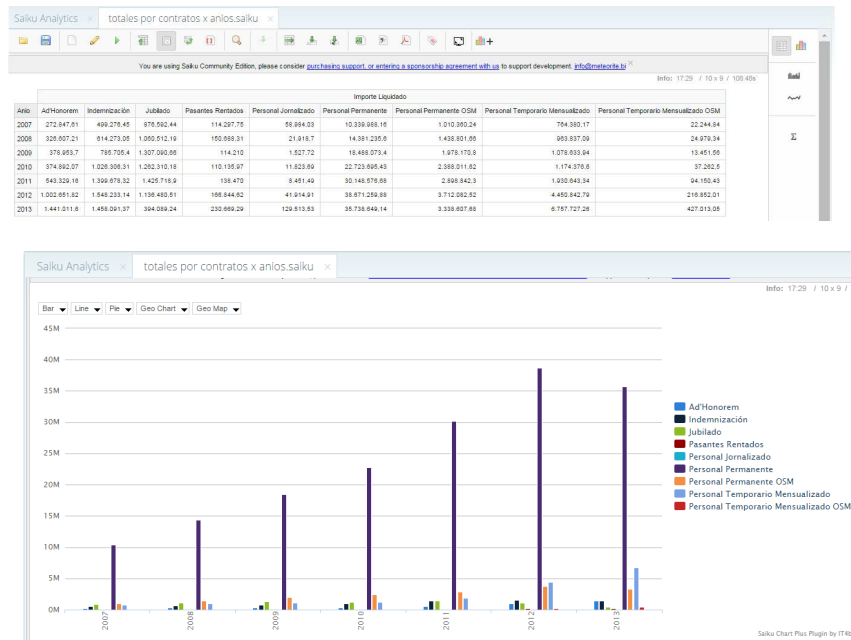 Saiku Analytics × totales por contratos x anios.saiku ×
You are using Saiku Community Edition, please consider purchasing support, or entering a sponsorship agreement with us to support development. info@meteorite.bi ×
Info: 17:29 / 10 x 9 / 108.48s
Importe Liquidado
Anio Ad'Honorem Indemnización Jubilado Pasantes Rentados Personal Jornalizado Personal Permanente Personal Permanente OSM Personal Temporario Mensualizado Personal Temporario Mensualizado OSM
2007 272.847,61 499.276,45 876.592,44 114.297,75 58.984,03 10.339.988,16 1.010.360,24 764.380,17 22.244,84
2008 326.607,21 614.273,05 1.060.512,19 150.688,31 21.918,7 14.381.235,6 1.438.801,66 963.837,09 24.979,34
2009 378.953,7 785.705,4 1.307.090,66 114.210 1.527,72 18.488.073,4 1.978.170,8 1.078.633,94 13.451,56
2010 374.892,07 1.026.306,31 1.262.310,18 110.135,97 11.823,69 22.723.695,43 2.388.011,62 1.174.376,6 37.262,5
2011 543.329,16 1.399.678,32 1.425.718,9 138.470 8.451,49 30.148.576,68 2.898.842,3 1.930.643,34 94.150,43
2012 1.002.651,82 1.548.233,14 1.136.480,51 166.844,62 41.914,91 38.671.259,88 3.712.082,52 4.450.842,79 216.852,01
2013 1.441.011,6 1.458.091,37 394.089,24 230.669,29 129.513,53 35.738.649,14 3.338.607,68 6.757.727,26 427.013,05
Saiku Analytics × totales por contratos x anios.saiku ×
Info: 17:29 / 10 x 9 /
Bar Line Pie Geo Chart Geo Map
45M
40M
35M
30M
25M
20M
15M
10M
5M
0M
2007 2008 2009 2010 2011 2012 2013
Ad'Honorem
Indemnización
Jubilado
Pasantes Rentados
Personal Jornalizado
Personal Permanente
Personal Permanente OSM
Personal Temporario Mensualizado
Personal Temporario Mensualizado OSM
Saiku Chart Plus Plugin by IT4b